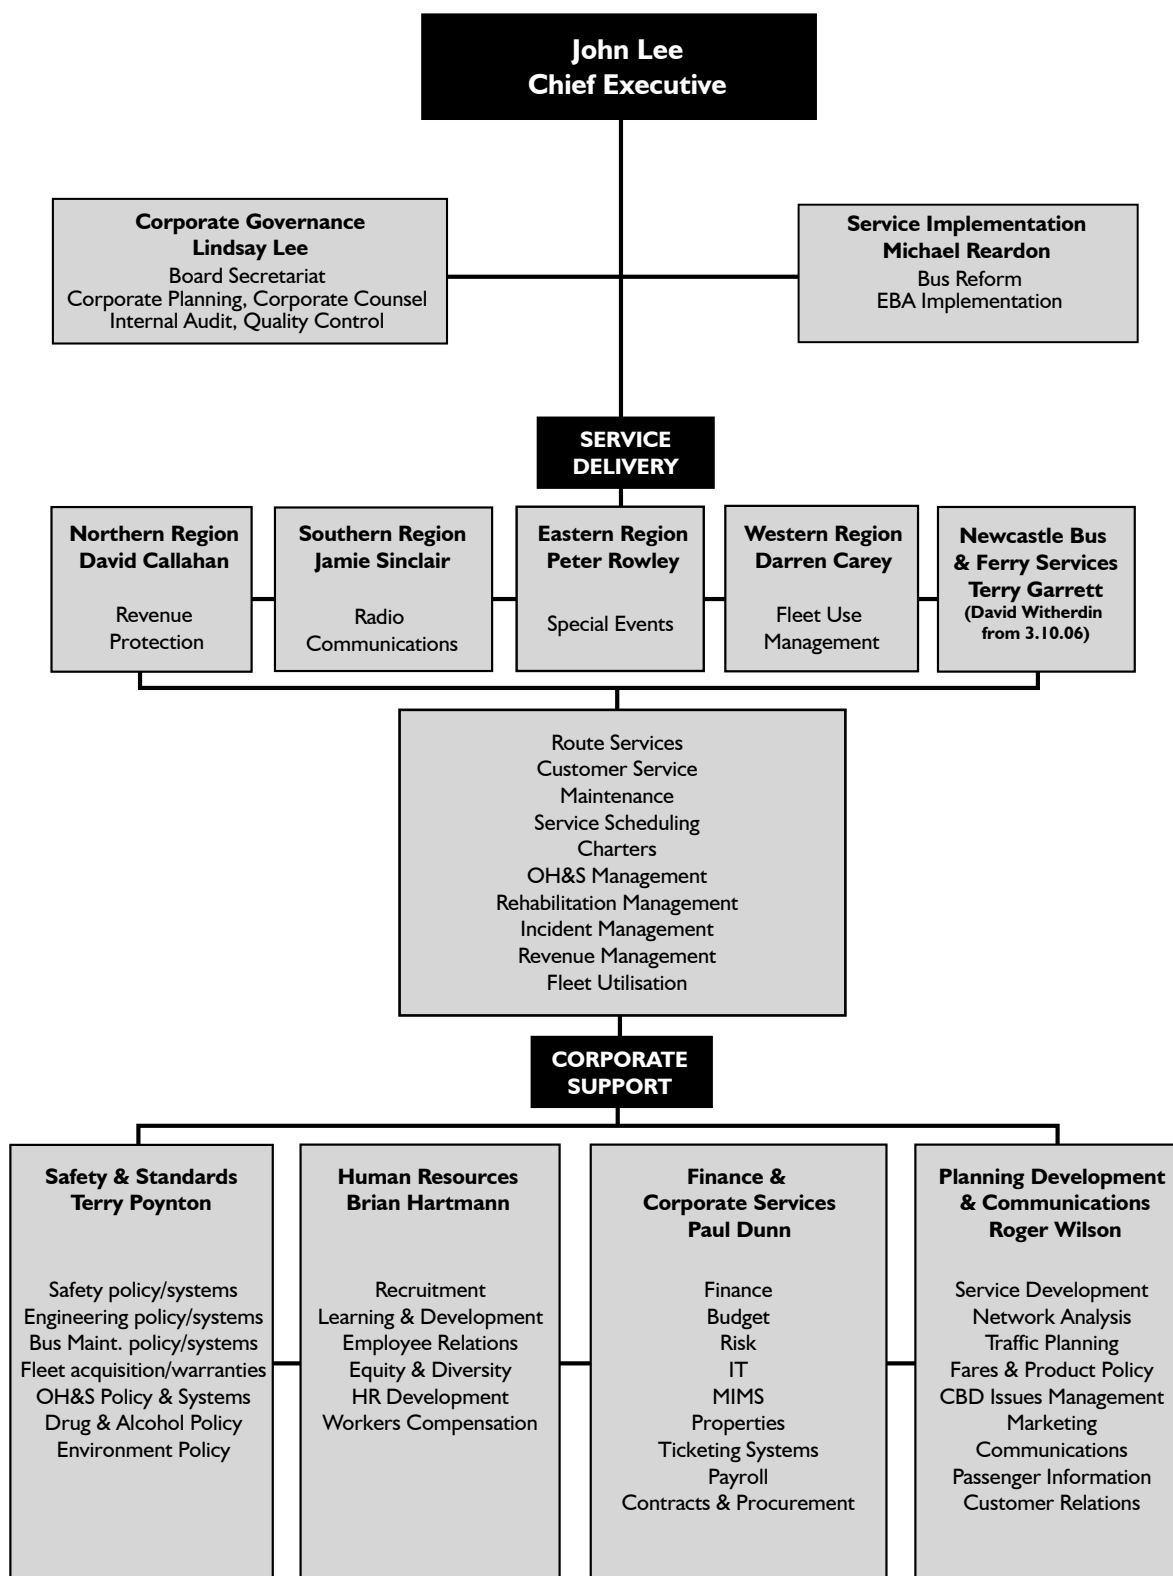 John Lee
Chief Executive
Corporate Governance
Lindsay Lee
Board Secretariat
Corporate Planning, Corporate Counsel
Internal Audit, Quality Control
Service Implementation
Michael Reardon
Bus Reform
EBA Implementation
SERVICE
DELIVERY
Northern Region
David Callahan
Revenue
Protection
Southern Region
Jamie Sinclair
Radio
Communications
Eastern Region
Peter Rowley
Special Events
Western Region
Darren Carey
Fleet Use
Management
Newcastle Bus
& Ferry Services
Terry Garrett
(David Witherdin
from 3.10.06)
Route Services
Customer Service
Maintenance
Service Scheduling
Charters
OH&S Management
Rehabilitation Management
Incident Management
Revenue Management
Fleet Utilisation
CORPORATE
SUPPORT
Safety & Standards
Terry Poynton
Safety policy/systems
Engineering policy/systems
Bus Maint. policy/systems
Fleet acquisition/warranties
OH&S Policy & Systems
Drug & Alcohol Policy
Environment Policy
Human Resources
Brian Hartmann
Recruitment
Learning & Development
Employee Relations
Equity & Diversity
HR Development
Workers Compensation
Finance &
Corporate Services
Paul Dunn
Finance
Budget
Risk
IT
MIMS
Properties
Ticketing Systems
Payroll
Contracts & Procurement
Planning Development
& Communications
Roger Wilson
Service Development
Network Analysis
Traffic Planning
Fares & Product Policy
CBD Issues Management
Marketing
Communications
Passenger Information
Customer Relations